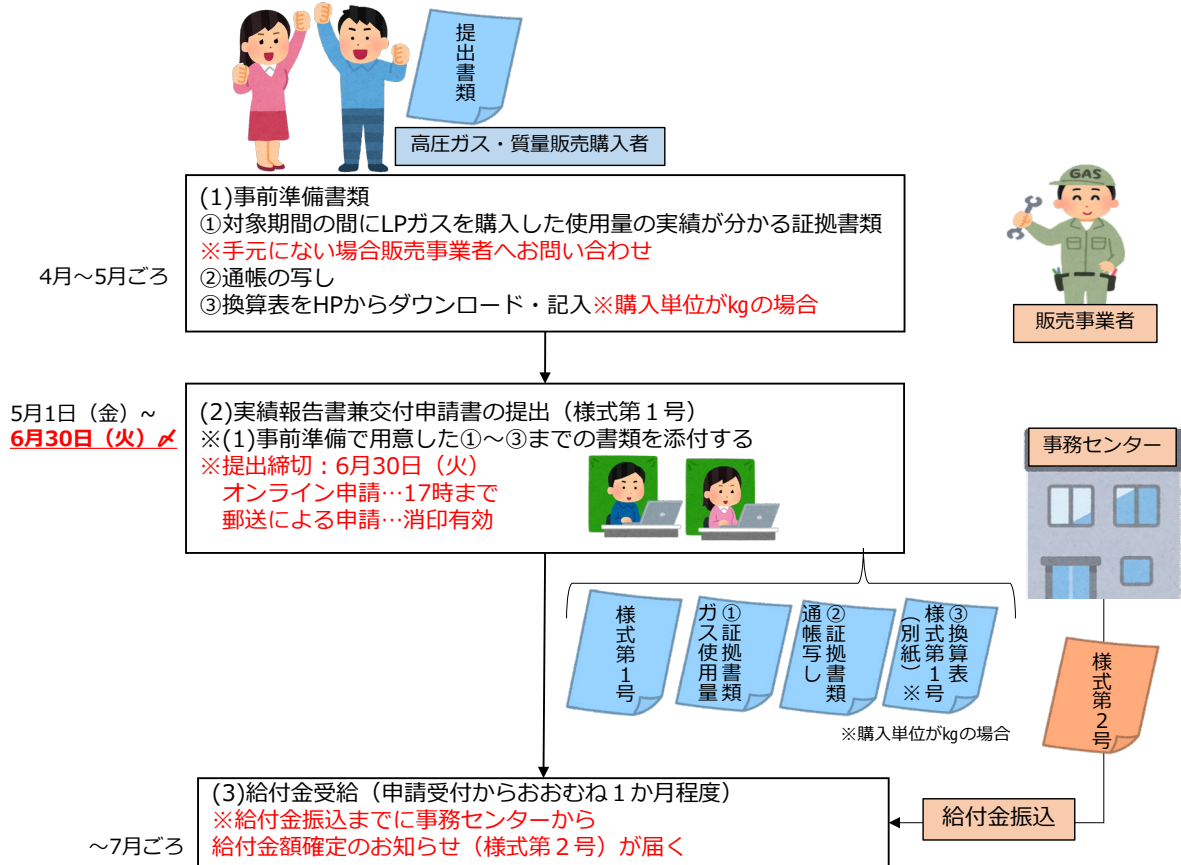 提出書類
高圧ガス・質量販売購入者
(1)事前準備書類
①対象期間の間にLPガスを購入した使用量の実績が分かる証拠書類
※手元にない場合販売事業者へお問い合わせ
②通帳の写し
③換算表をHPからダウンロード・記入※購入単位がkgの場合
4月～5月ごろ
GAS
販売事業者
5月1日（金）~
6月30日（火）〆
(2)実績報告書兼交付申請書の提出（様式第１号）
※(1)事前準備で用意した①～③までの書類を添付する
※提出締切：6月30日（火）
オンライン申請…17時まで
郵送による申請…消印有効
事務センター
様式第1号
①証拠書類
ガス使用量
②証拠書類
通帳写し
③換算表
様式第1号
（別紙）※
※購入単位がkgの場合
様式第2号
(3)給付金受給（申請受付からおおむね１か月程度）
※給付金振込までに事務センターから
給付金額確定のお知らせ（様式第２号）が届く
～7月ごろ
給付金振込